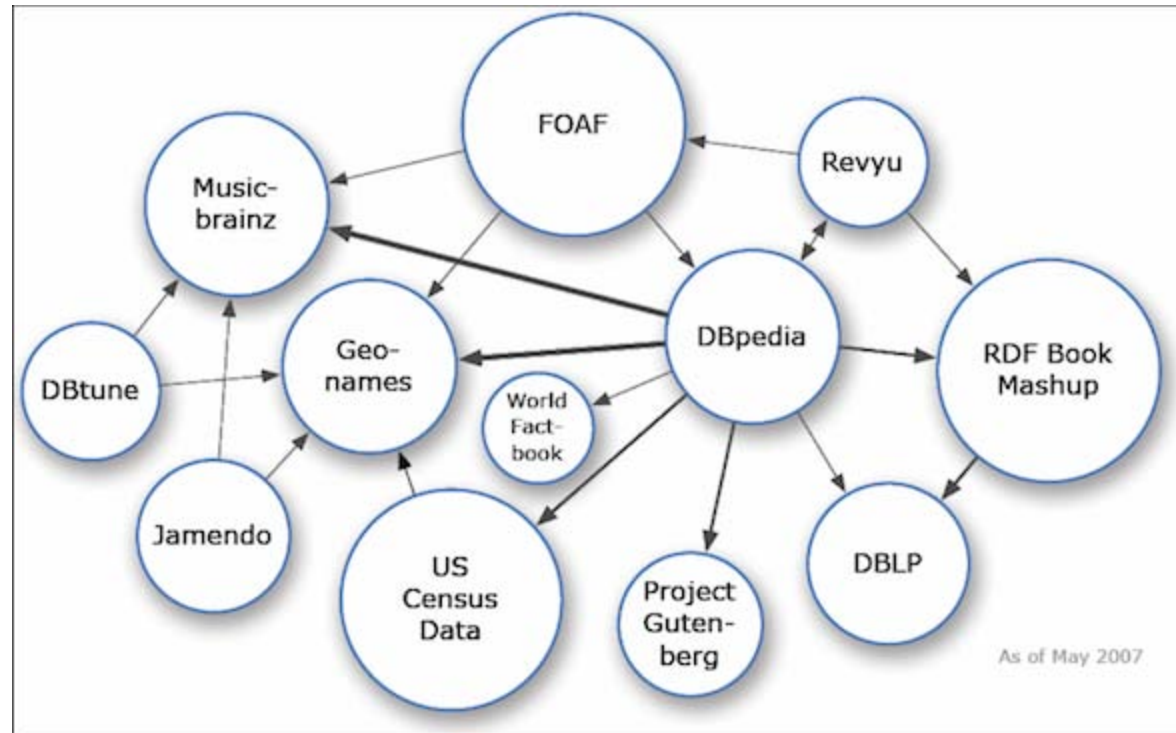 FOAF
Revyu
Music-
brainz
DBpedia
Geo-
names
RDF Book
Mashup
DBtune
World
Fact-
book
Jamendo
US
Census
Data
Project
Guten-
berg
DBLP
As of May 2007